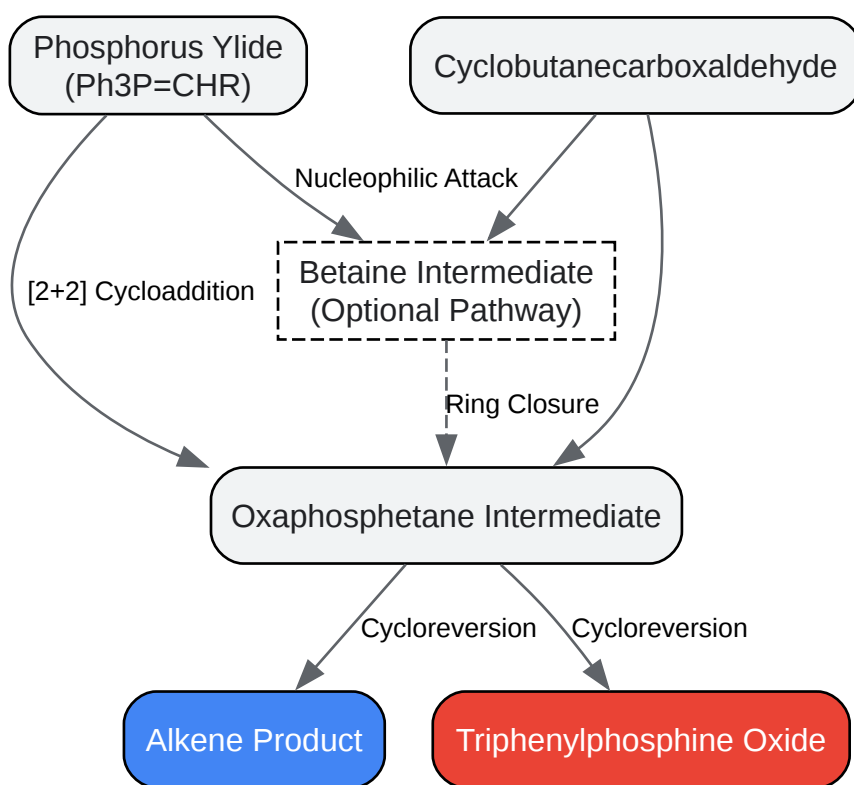 Phosphorus Ylide
(Ph3P=CHR)
Cyclobutanecarboxaldehyde
Nucleophilic Attack
[2+2] Cycloaddition
Betaine Intermediate
(Optional Pathway)
Ring Closure
Oxaphosphetane Intermediate
Cycloreversion
Cycloreversion
Alkene Product
Triphenylphosphine Oxide